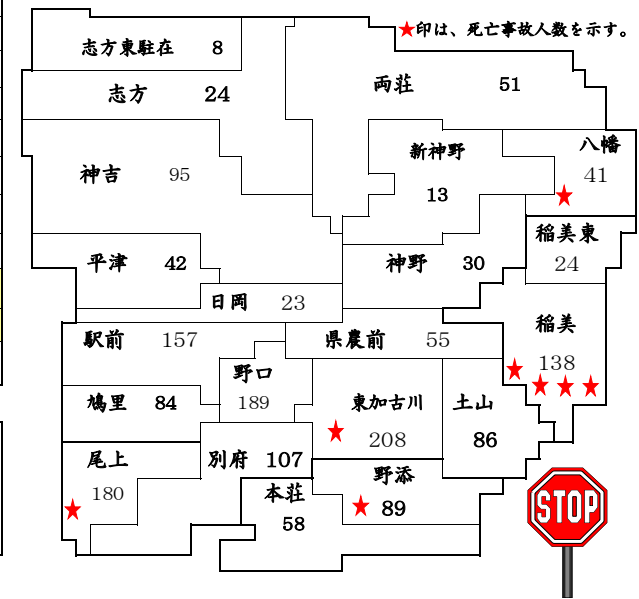 ★印は、死亡事故人数を示す。
志方東駐在 8
志方 24
両荘 51
八幡 41
★
新神野 13
神吉 95
稲美東 24
平津 42
神野 30
日岡 23
稲美 138
★ ★ ★ ★
駅前 157
県農前 55
野口 189
鳩里 84
東加古川 208
★
土山 86
尾上 180
★
別府 107
野添 89
★
本荘 58
STOP